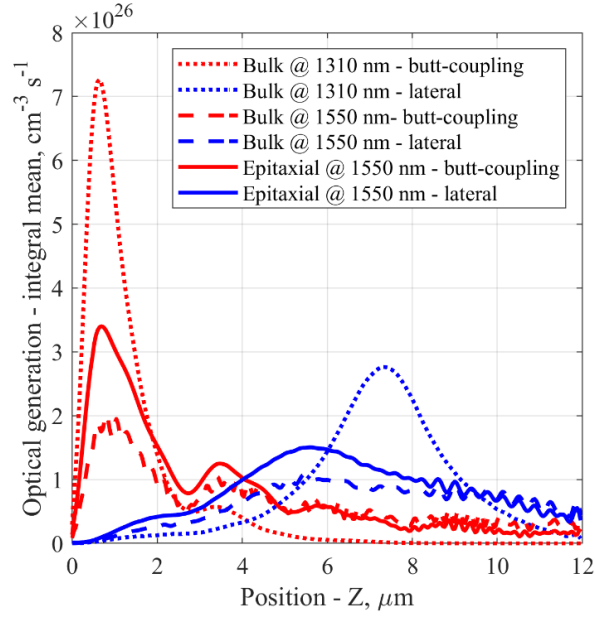 ×10^26
8
7
6
5
4
3
2
1
0
Optical generation - integral mean, cm^-3 s^-1
Bulk @ 1310 nm - butt-coupling
Bulk @ 1310 nm - lateral
Bulk @ 1550 nm- butt-coupling
Bulk @ 1550 nm - lateral
Epitaxial @ 1550 nm - butt-coupling
Epitaxial @ 1550 nm - lateral
0 2 4 6 8 10 12
Position - Z, μm